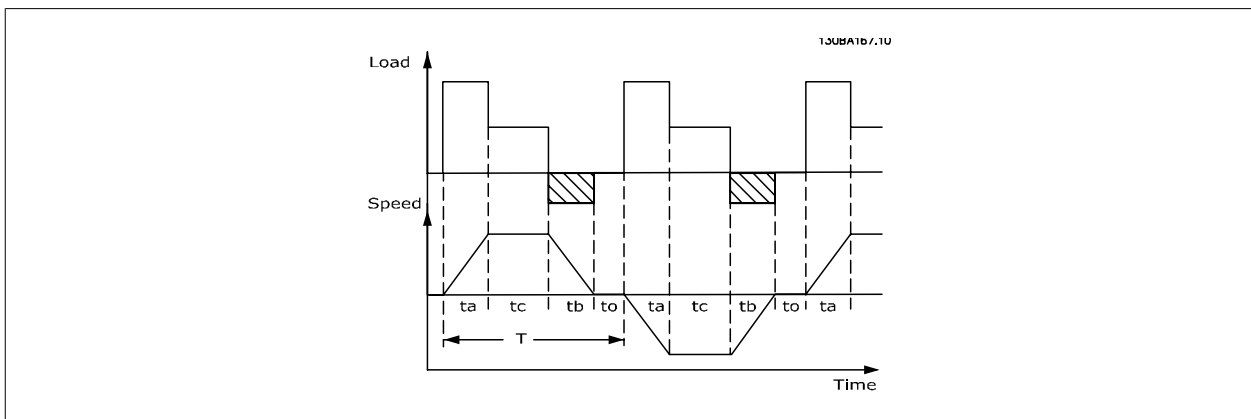 130BA167.10
Load
Speed
ta tc tb to ta tc tb to ta
T
Time